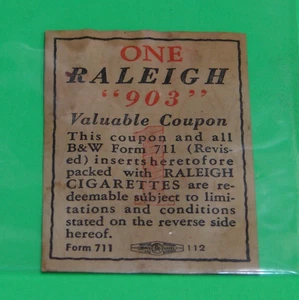 ONE
RALEIGH
"903"
Valuable Coupon
This coupon and all
B&W Form 711 (Revis-
ed) inserts heretofore
packed with RALEIGH
CIGARETTES are re-
deemable subject to limi-
tations and conditions
stated on the reverse side
hereof.
Form 711 112